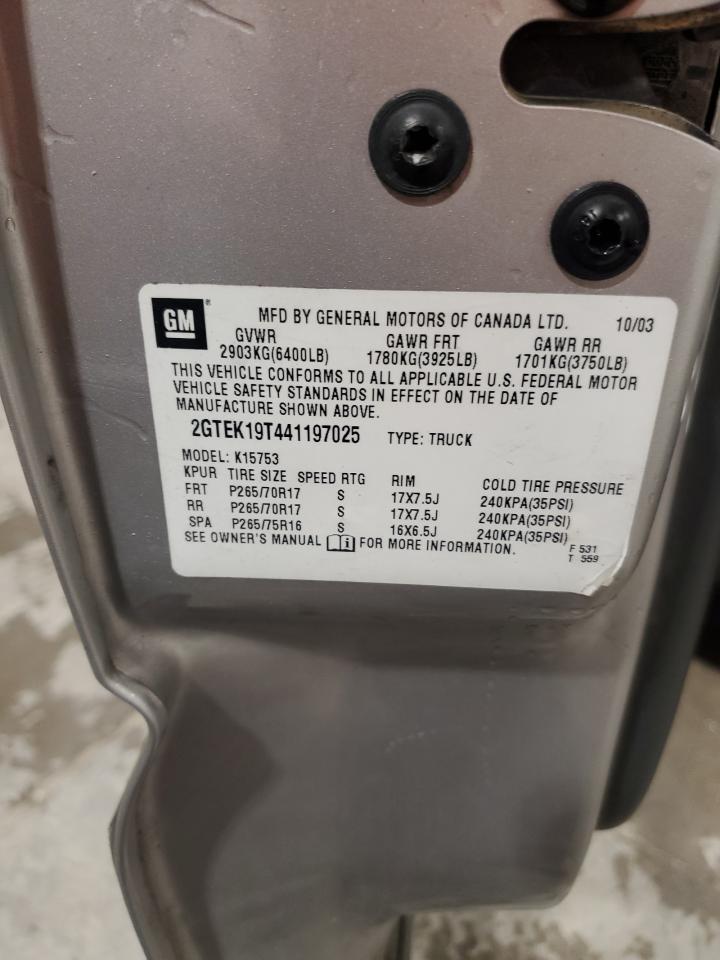 GM ® MFD BY GENERAL MOTORS OF CANADA LTD. 10/03
GVWR GAWR FRT GAWR RR
2903KG(6400LB) 1780KG(3925LB) 1701KG(3750LB)
THIS VEHICLE CONFORMS TO ALL APPLICABLE U.S. FEDERAL MOTOR
VEHICLE SAFETY STANDARDS IN EFFECT ON THE DATE OF
MANUFACTURE SHOWN ABOVE.
2GTEK19T441197025 TYPE: TRUCK
MODEL: K15753
KPUR TIRE SIZE SPEED RTG RIM COLD TIRE PRESSURE
FRT P265/70R17 S 17X7.5J 240KPA(35PSI)
RR P265/70R17 S 17X7.5J 240KPA(35PSI)
SPA P265/75R16 S 16X6.5J 240KPA(35PSI)
SEE OWNER'S MANUAL FOR MORE INFORMATION. F 531
T 559